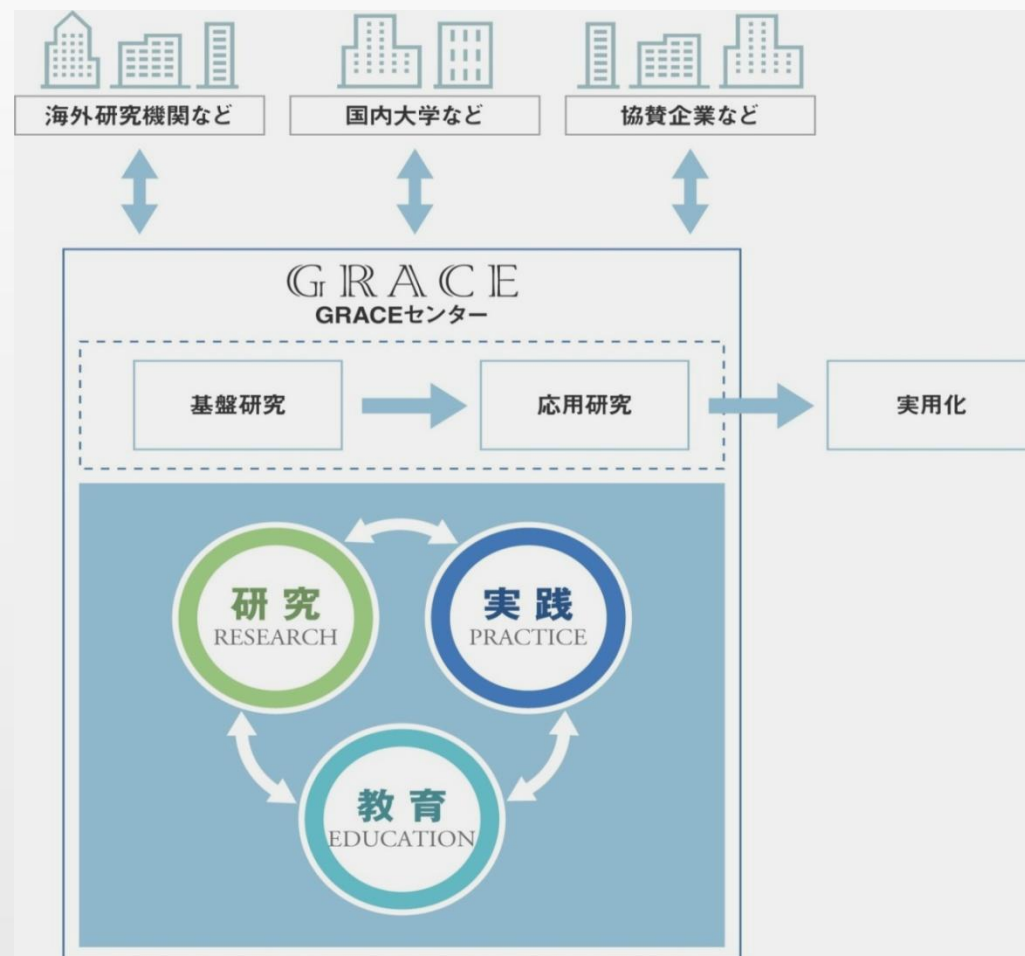 海外研究機関など
国内大学など
協賛企業など
GRACE
GRACEセンター
基盤研究
応用研究
実用化
研究
RESEARCH
実践
PRACTICE
教育
EDUCATION